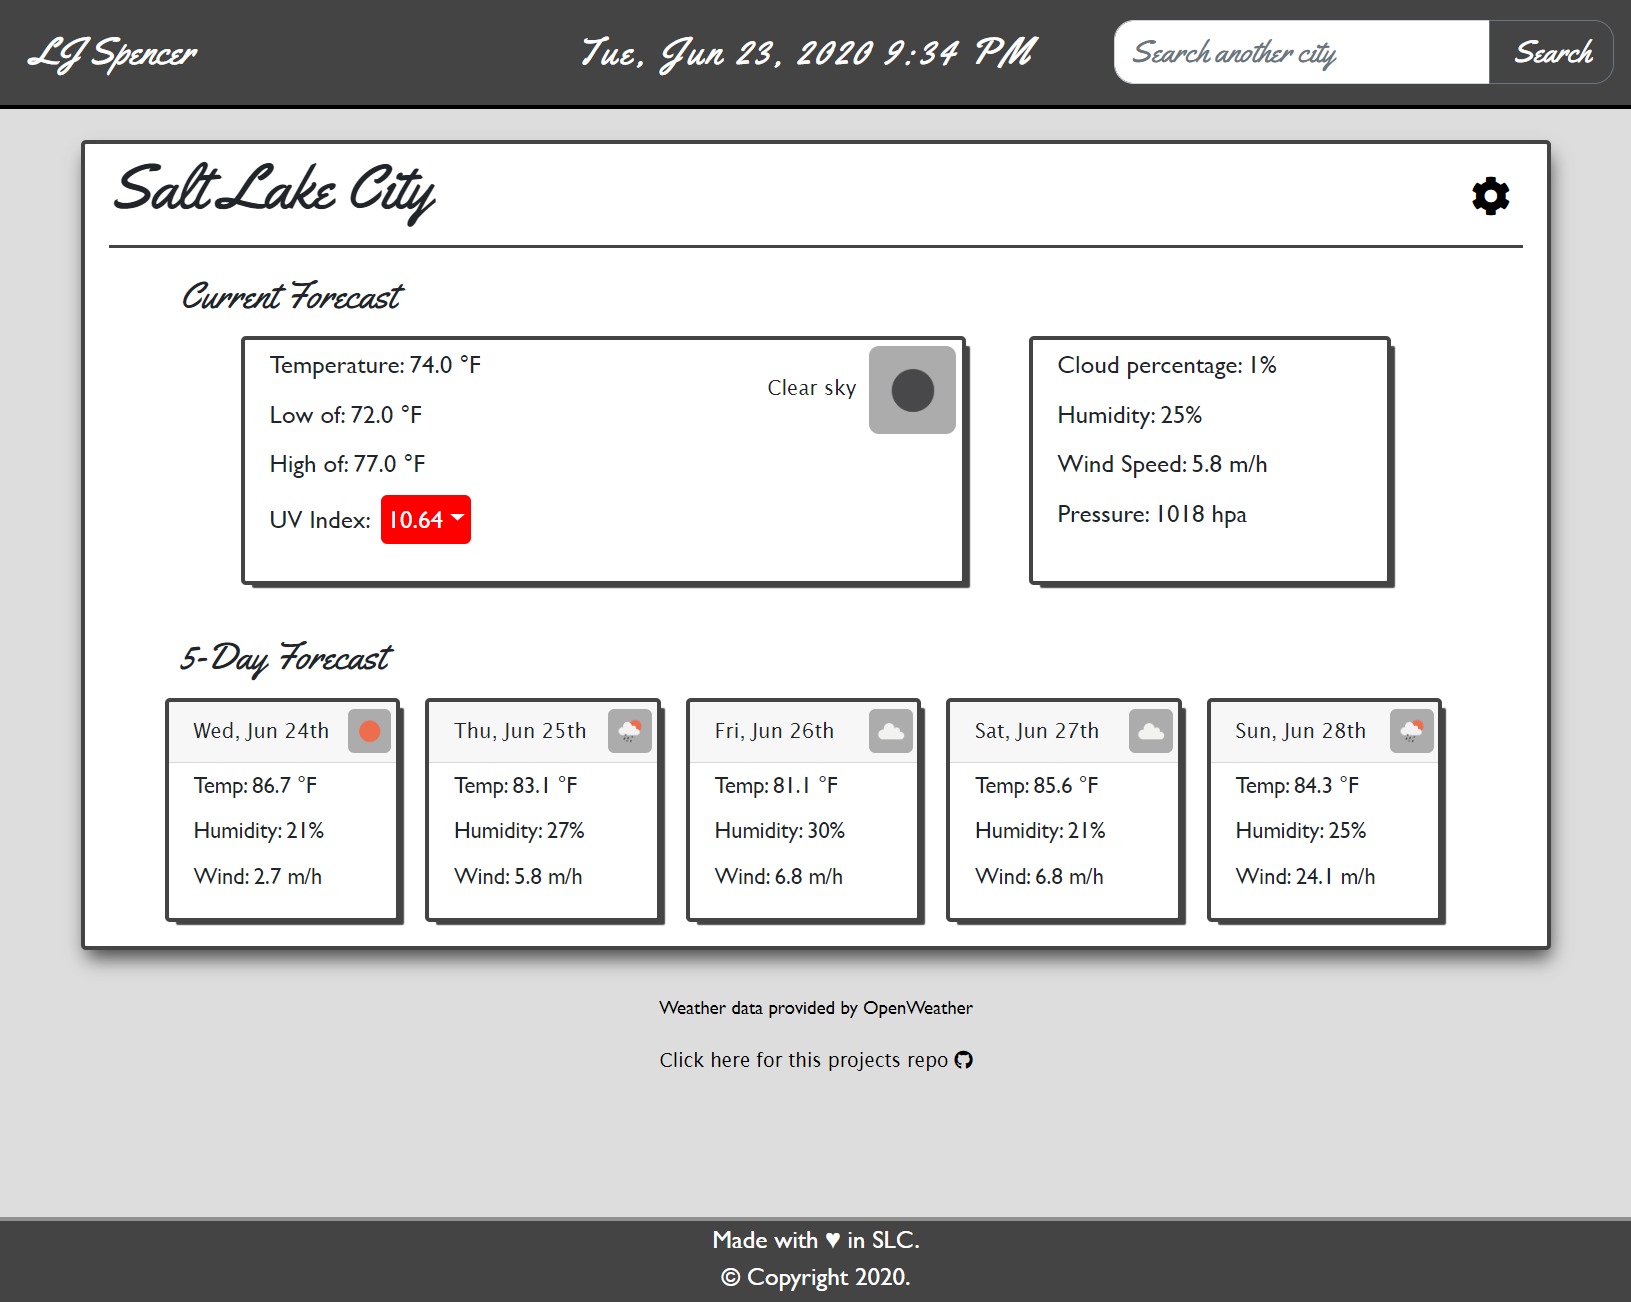 LJ Spencer
Tue, Jun 23, 2020 9:34 PM
Search another city
Search
Salt Lake City
Current Forecast
Temperature: 74.0 °F
Low of: 72.0 °F
High of: 77.0 °F
UV Index: 10.64
Clear sky
Cloud percentage: 1%
Humidity: 25%
Wind Speed: 5.8 m/h
Pressure: 1018 hpa
5-Day Forecast
Wed, Jun 24th
Temp: 86.7 °F
Humidity: 21%
Wind: 2.7 m/h
Thu, Jun 25th
Temp: 83.1 °F
Humidity: 27%
Wind: 5.8 m/h
Fri, Jun 26th
Temp: 81.1 °F
Humidity: 30%
Wind: 6.8 m/h
Sat, Jun 27th
Temp: 85.6 °F
Humidity: 21%
Wind: 6.8 m/h
Sun, Jun 28th
Temp: 84.3 °F
Humidity: 25%
Wind: 24.1 m/h
Weather data provided by OpenWeather
Click here for this projects repo
Made with ♥ in SLC.
© Copyright 2020.